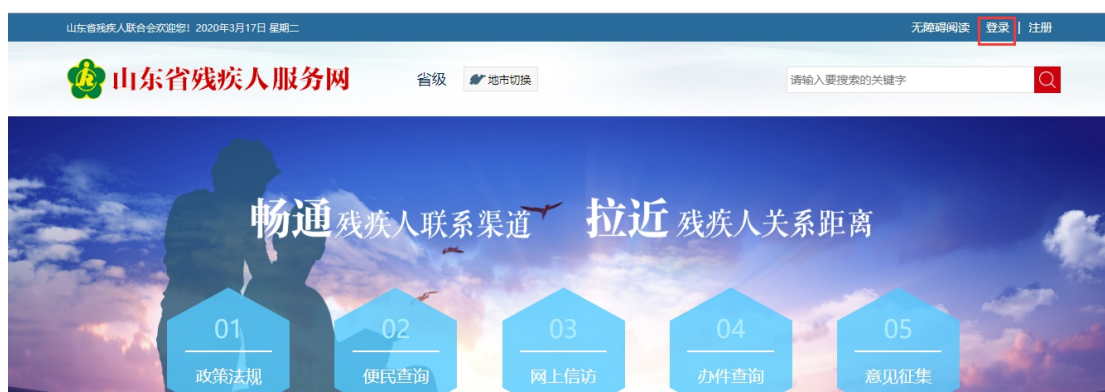 山东省残疾人联合会欢迎您！2020年3月17日 星期二
无障碍阅读 登录 | 注册
山东省残疾人服务网
省级 地市切换
请输入要搜索的关键字
畅通残疾人联系渠道 拉近残疾人关系距离
01 02 03 04 05
政策法规 便民查询 网上信访 办件查询 意见征集